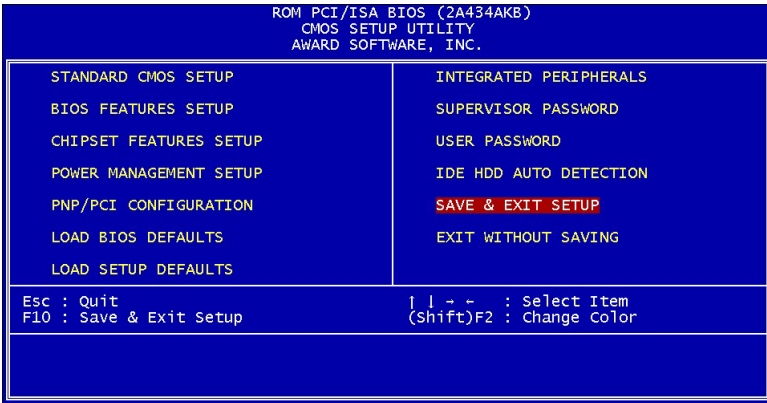 ROM PCI/ISA BIOS (2A434AKB)
CMOS SETUP UTILITY
AWARD SOFTWARE, INC.
STANDARD CMOS SETUP
BIOS FEATURES SETUP
CHIPSET FEATURES SETUP
POWER MANAGEMENT SETUP
PNP/PCI CONFIGURATION
LOAD BIOS DEFAULTS
LOAD SETUP DEFAULTS
INTEGRATED PERIPHERALS
SUPERVISOR PASSWORD
USER PASSWORD
IDE HDD AUTO DETECTION
SAVE & EXIT SETUP
EXIT WITHOUT SAVING
Esc : Quit
F10 : Save & Exit Setup
↑ ↓ → ← : Select Item
(Shift)F2 : Change Color